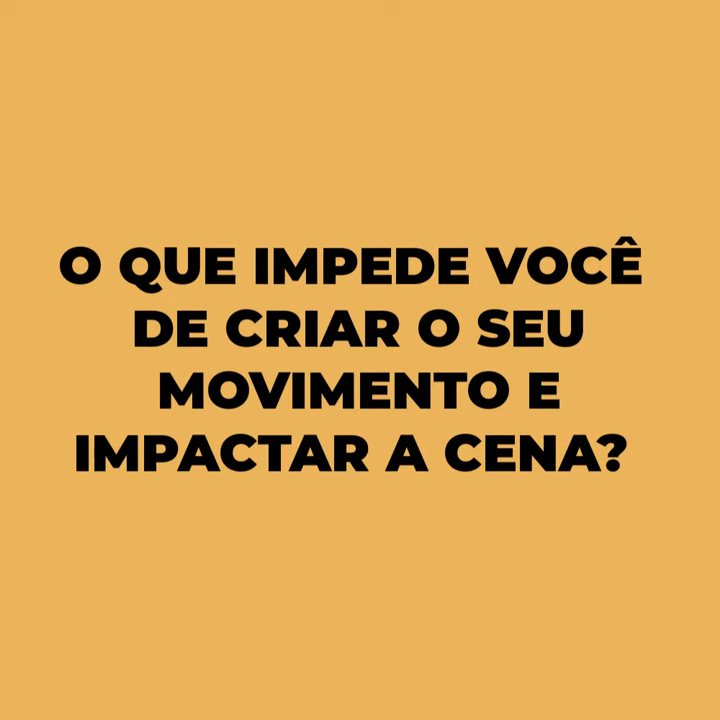 O QUE IMPEDE VOCÊ
DE CRIAR O SEU
MOVIMENTO E
IMPACTAR A CENA?